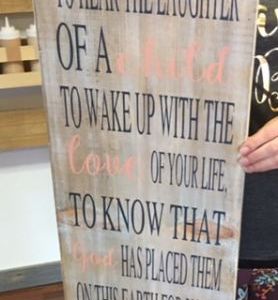 TO HEAR THE LAUGHTER
OF A child
TO WAKE UP WITH THE
love OF YOUR LIFE,
TO KNOW THAT
God HAS PLACED THEM
ON THIS EARTH FOR